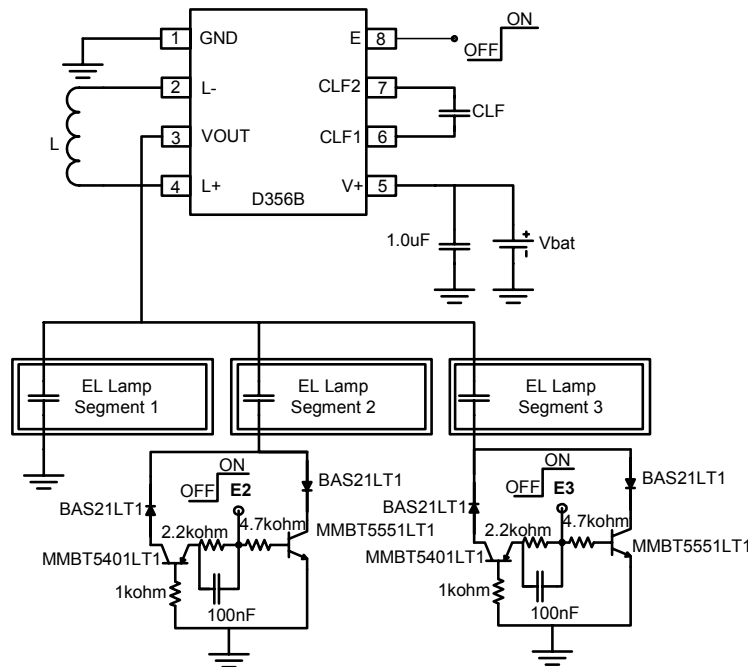 ON
OFF
1 GND E 8
2 L- CLF2 7
CLF
L
3 VOUT CLF1 6
4 L+ V+ 5
D356B
1.0uF
+
-
Vbat
EL Lamp
Segment 1
EL Lamp
Segment 2
EL Lamp
Segment 3
ON
OFF E2
BAS21LT1
BAS21LT1
2.2kohm
4.7kohm
MMBT5551LT1
MMBT5401LT1
1kohm
100nF
ON
OFF E3
BAS21LT1
BAS21LT1
2.2kohm
4.7kohm
MMBT5551LT1
MMBT5401LT1
1kohm
100nF